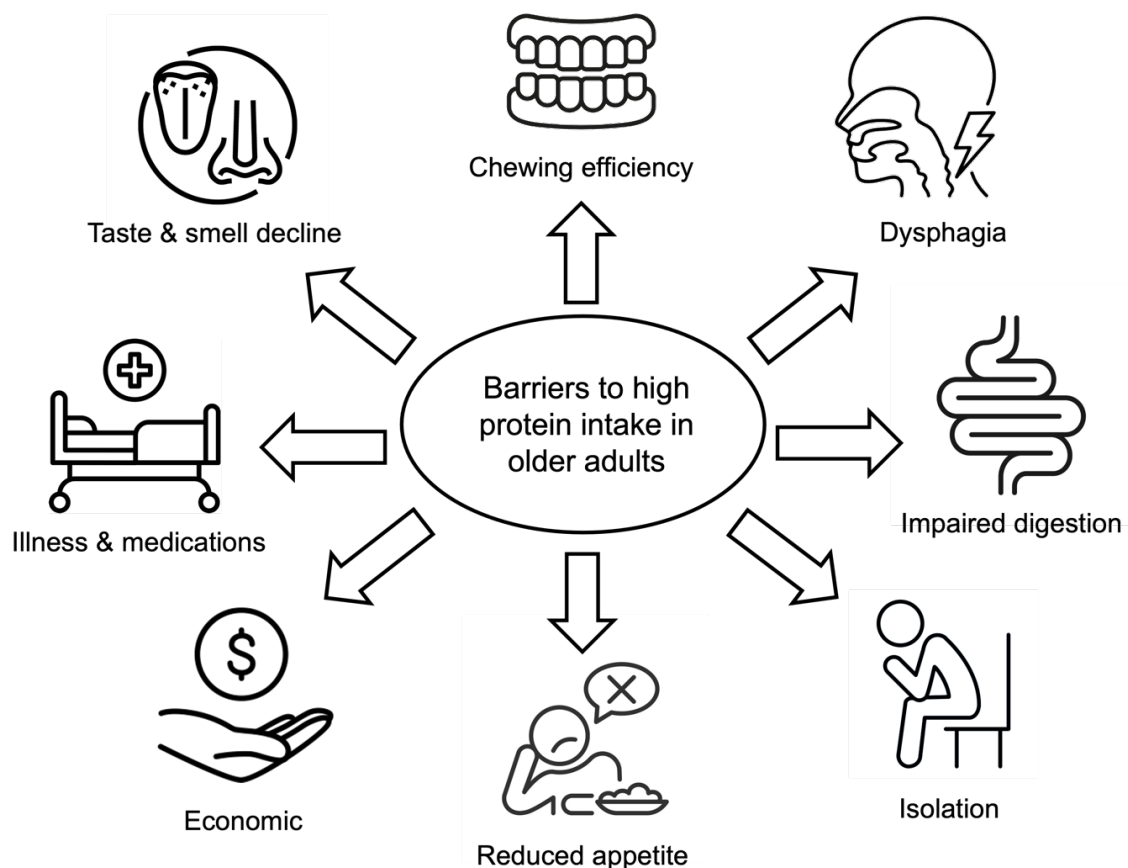 Chewing efficiency
Taste & smell decline
Dysphagia
Barriers to high
protein intake in
older adults
Illness & medications
Impaired digestion
$
Economic
Isolation
Reduced appetite